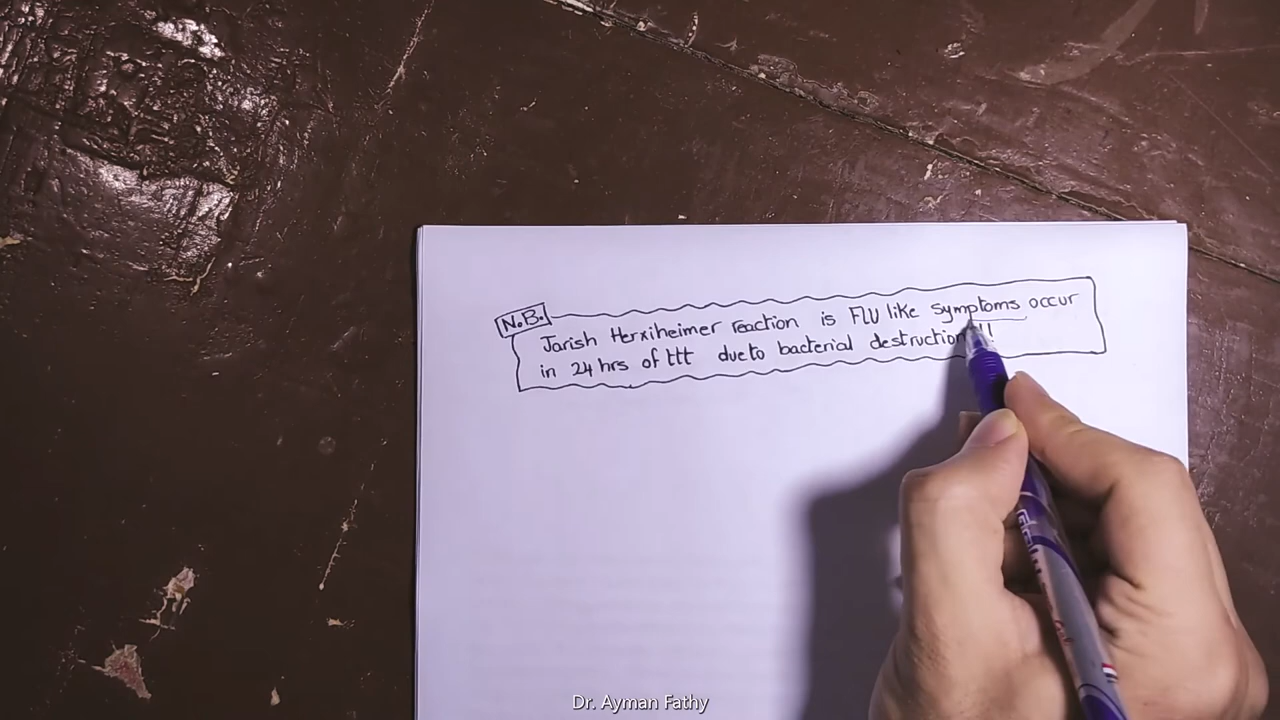 N.B.
Jarish Herxiheimer reaction is FLU like symptoms occur
in 24 hrs of ttt due to bacterial destruction !!
Dr. Ayman Fathy